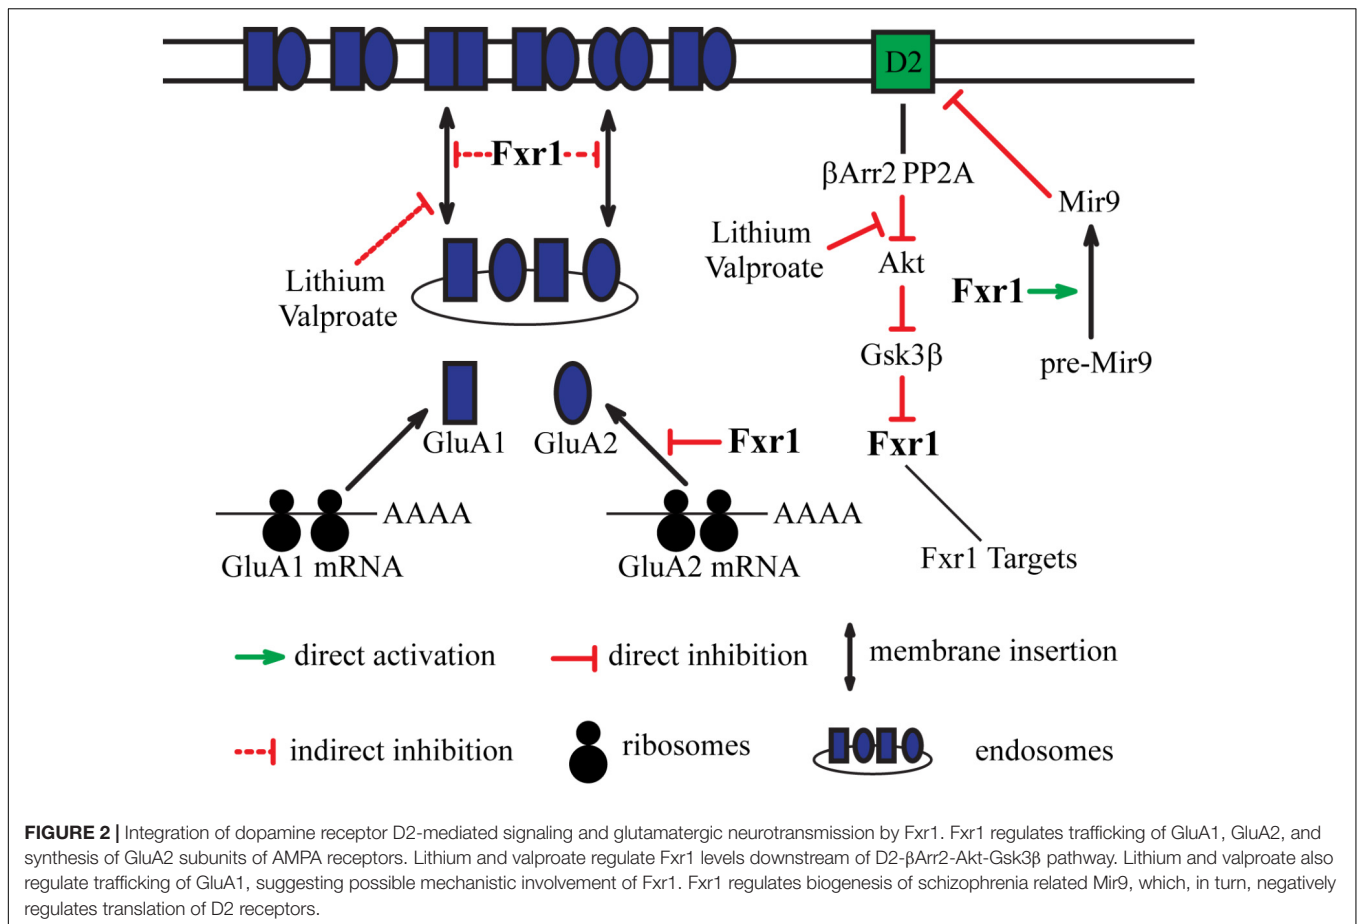 D2
Fxr1
βArr2 PP2A
Mir9
Lithium
Valproate
Lithium
Valproate
Akt
Fxr1
Gsk3β
pre-Mir9
GluA1
GluA2
Fxr1
Fxr1
AAAA
AAAA
GluA1 mRNA
GluA2 mRNA
Fxr1 Targets
direct activation
direct inhibition
membrane insertion
indirect inhibition
ribosomes
endosomes
FIGURE 2 | Integration of dopamine receptor D2-mediated signaling and glutamatergic neurotransmission by Fxr1. Fxr1 regulates trafficking of GluA1, GluA2, and
synthesis of GluA2 subunits of AMPA receptors. Lithium and valproate regulate Fxr1 levels downstream of D2-βArr2-Akt-Gsk3β pathway. Lithium and valproate also
regulate trafficking of GluA1, suggesting possible mechanistic involvement of Fxr1. Fxr1 regulates biogenesis of schizophrenia related Mir9, which, in turn, negatively
regulates translation of D2 receptors.